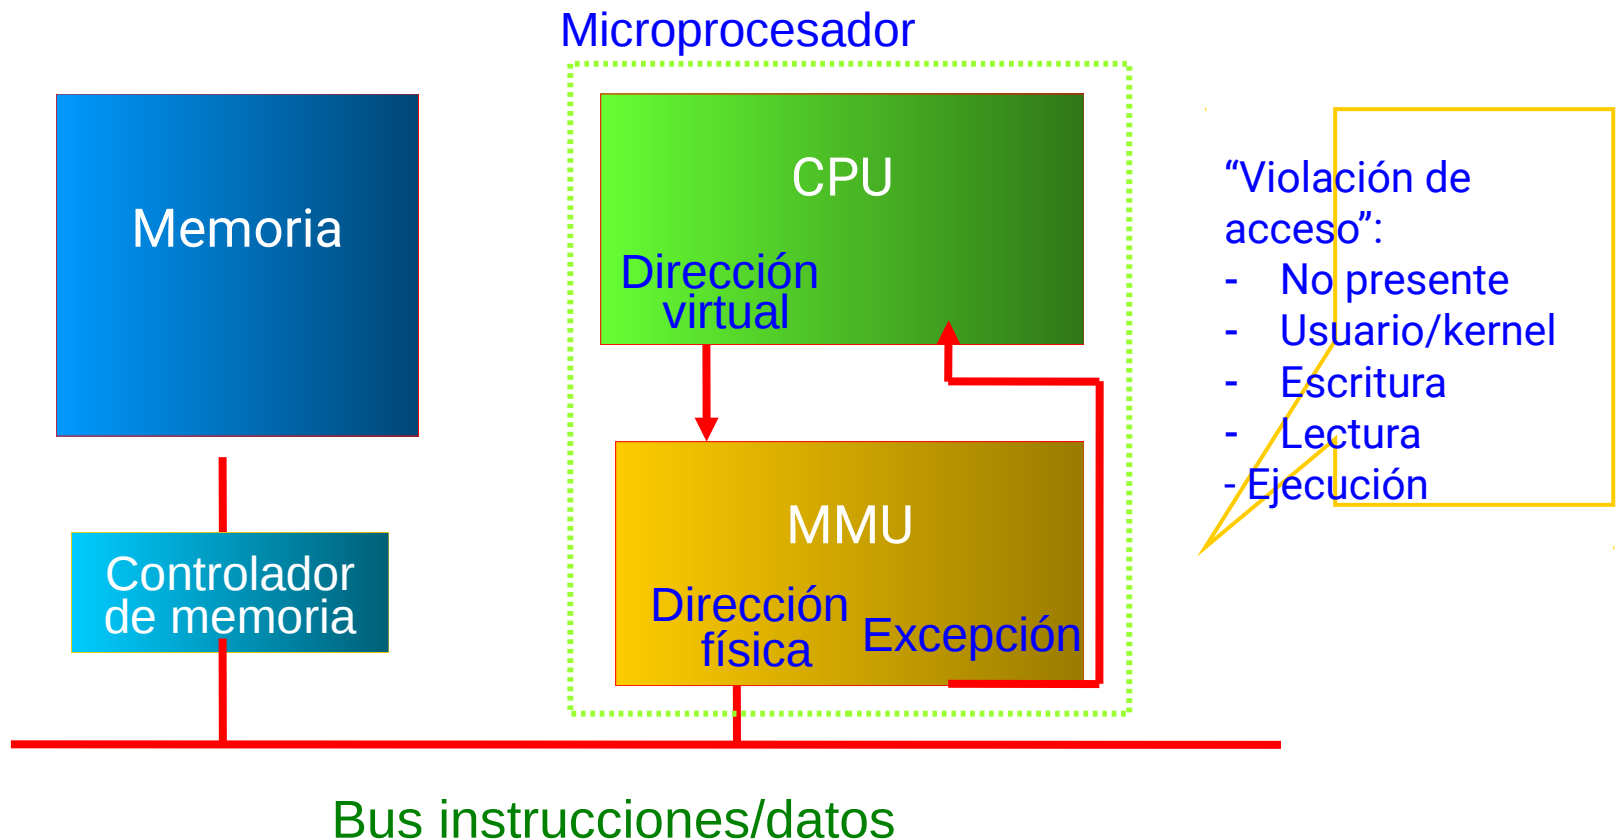 Microprocesador
Memoria
Controlador
de memoria
CPU
Dirección
virtual
MMU
Dirección
física
Excepción
“Violación de
acceso”:
- No presente
- Usuario/kernel
- Escritura
- Lectura
- Ejecución
Bus instrucciones/datos